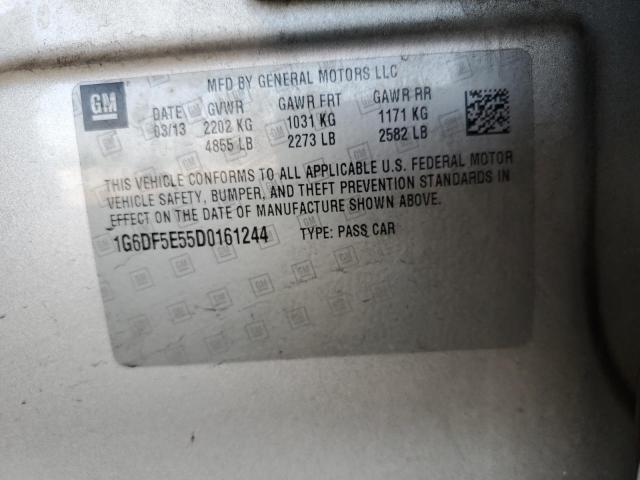 GM
MFD BY GENERAL MOTORS LLC
DATE GVWR GAWR FRT GAWR RR
03/13 2202 KG 1031 KG 1171 KG
4855 LB 2273 LB 2582 LB
THIS VEHICLE CONFORMS TO ALL APPLICABLE U.S. FEDERAL MOTOR
VEHICLE SAFETY, BUMPER, AND THEFT PREVENTION STANDARDS IN
EFFECT ON THE DATE OF MANUFACTURE SHOWN ABOVE.
1G6DF5E55D0161244 TYPE: PASS CAR